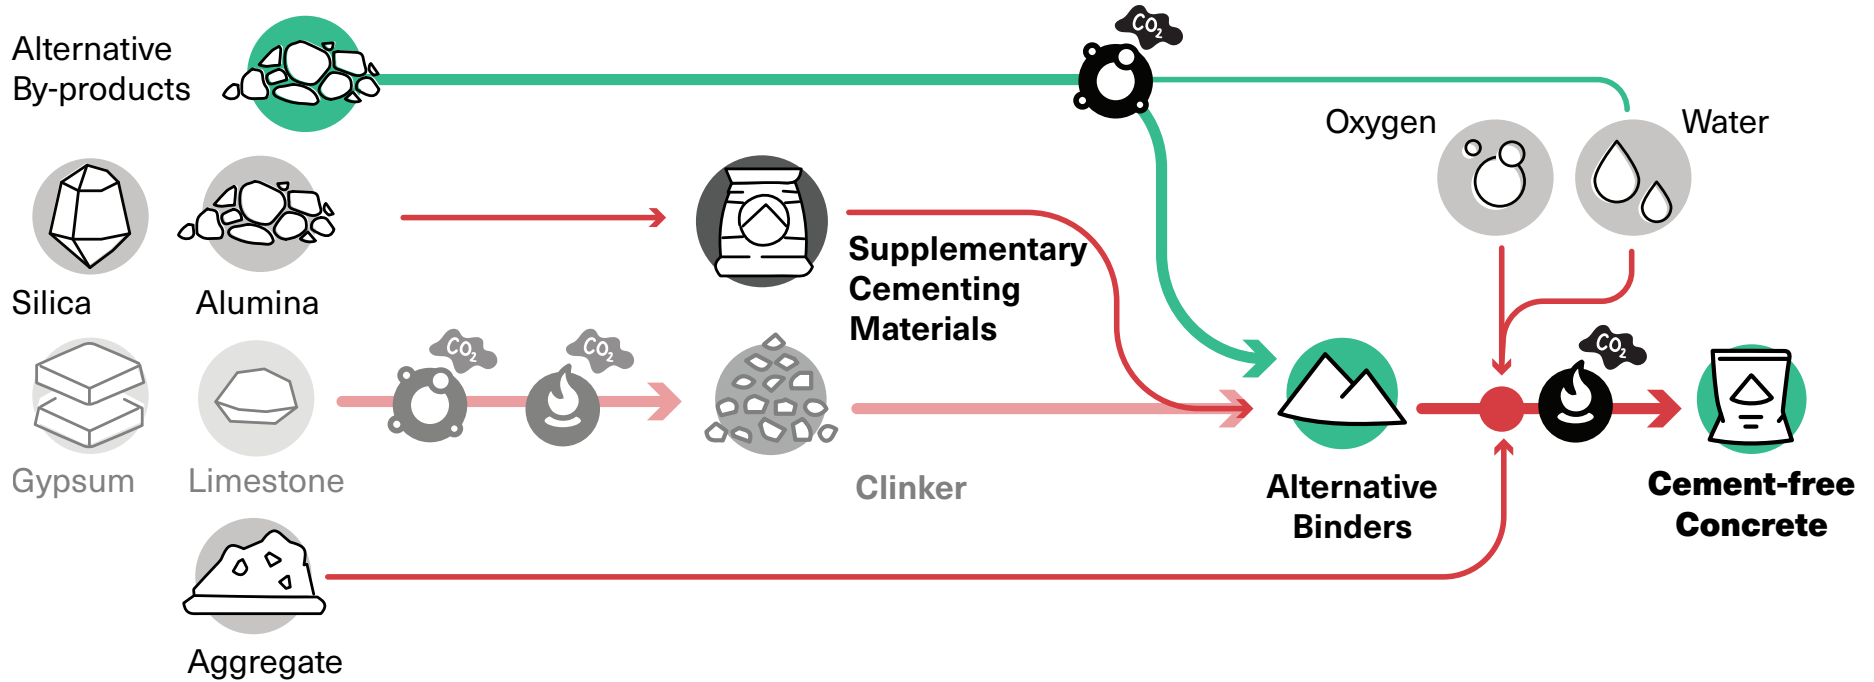 Alternative
By-products
CO2
Oxygen
Water
Silica
Alumina
Supplementary
Cementing
Materials
CO2
CO2
CO2
Gypsum
Limestone
Clinker
Alternative
Binders
Cement-free
Concrete
Aggregate